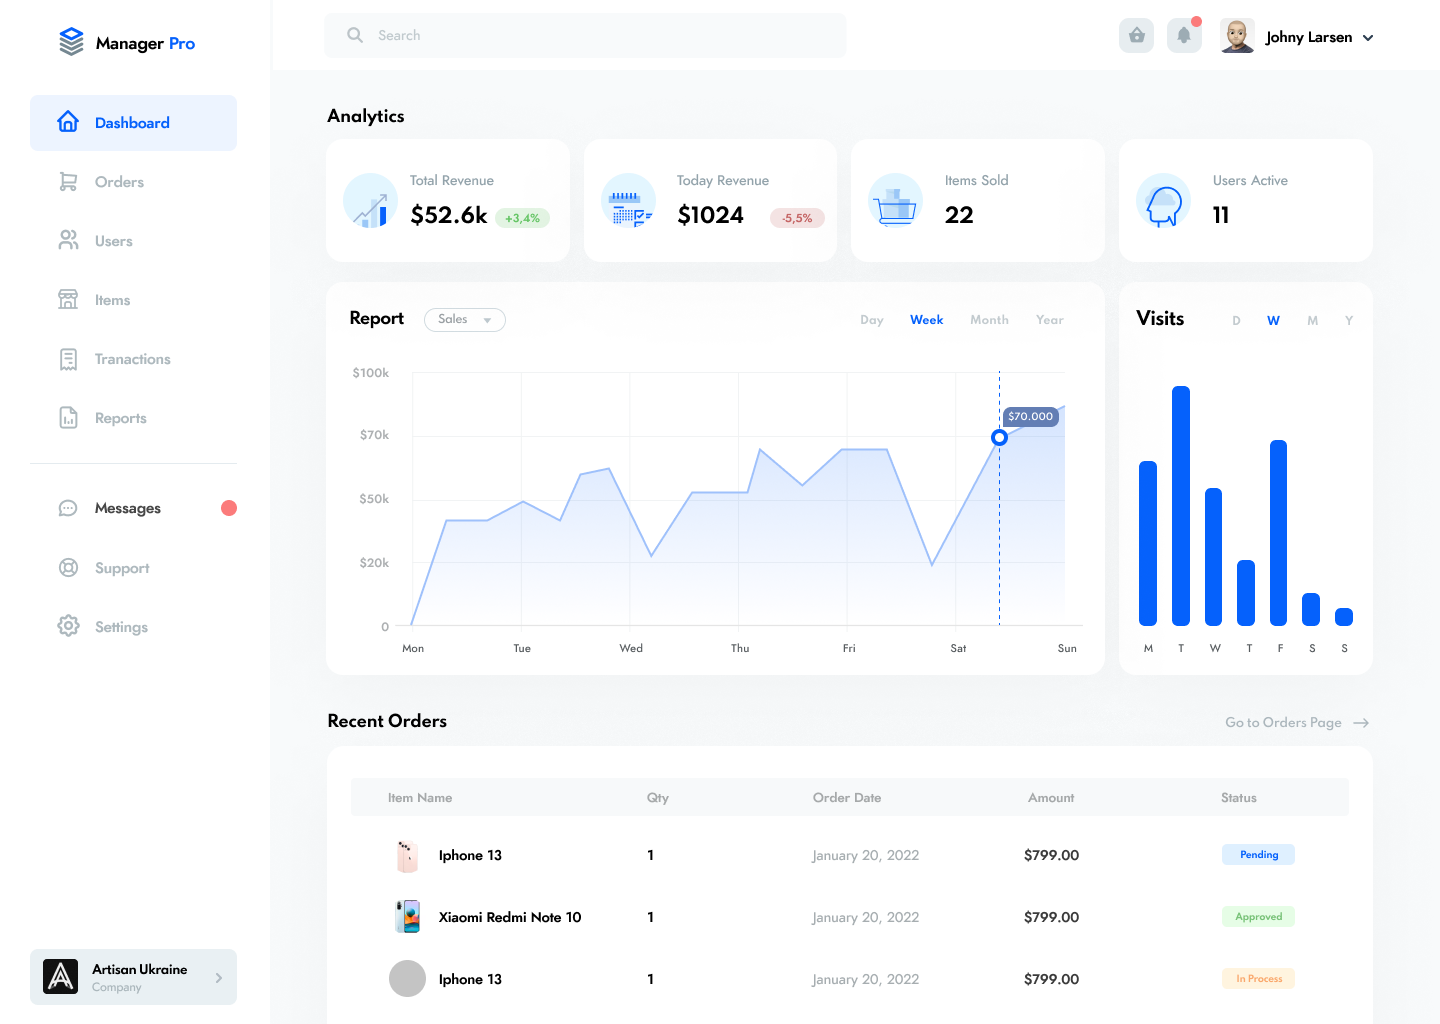 Manager Pro
Search
Johny Larsen
Dashboard
Orders
Users
Items
Tranactions
Reports
Messages
Support
Settings
Artisan Ukraine
Company
Analytics
Total Revenue
$52.6k +3,4%
Today Revenue
$1024 -5,5%
Items Sold
22
Users Active
11
Report Sales Day Week Month Year
$100k
$70k
$50k
$20k
0
$70.000
Mon Tue Wed Thu Fri Sat Sun
Visits D W M Y
M T W T F S S
Recent Orders Go to Orders Page
Item Name Qty Order Date Amount Status
Iphone 13 1 January 20, 2022 $799.00 Pending
Xiaomi Redmi Note 10 1 January 20, 2022 $799.00 Approved
Iphone 13 1 January 20, 2022 $799.00 In Process